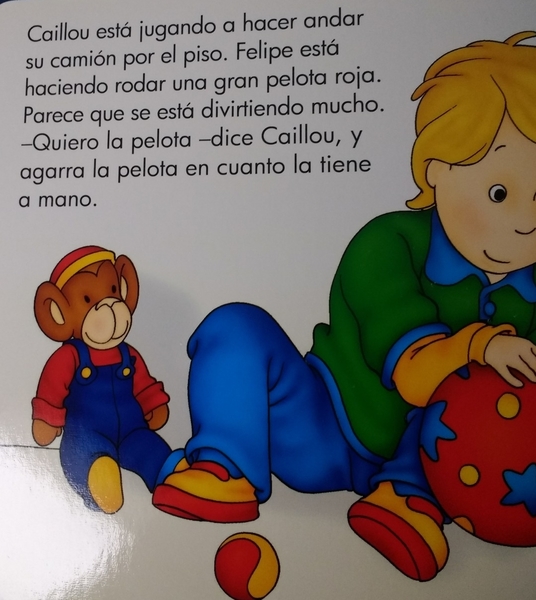 Caillou está jugando a hacer andar
su camión por el piso. Felipe está
haciendo rodar una gran pelota roja.
Parece que se está divirtiendo mucho.
–Quiero la pelota –dice Caillou, y
agarra la pelota en cuanto la tiene
a mano.